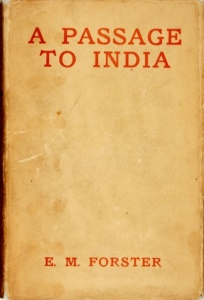 A PASSAGE
TO INDIA
E. M. FORSTER